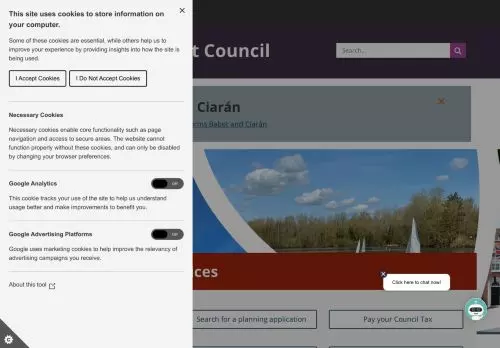 This site uses cookies to store information on
your computer.
Some of these cookies are essential, while others help us to
improve your experience by providing insights into how the site is
being used.
I Accept Cookies
I Do Not Accept Cookies
Necessary Cookies
Necessary cookies enable core functionality such as page
navigation and access to secure areas. The website cannot
function properly without these cookies, and can only be disabled
by changing your browser preferences.
Google Analytics
Off
This cookie tracks your use of the site to help us understand
usage better and make improvements to benefit you.
Google Advertising Platforms
Off
Google uses marketing cookies to help improve the relevancy of
advertising campaigns you receive.
About this tool
t Council
Search...
Ciarán
rms Babet and Ciarán
ces
Click here to chat now!
Search for a planning application
Pay your Council Tax